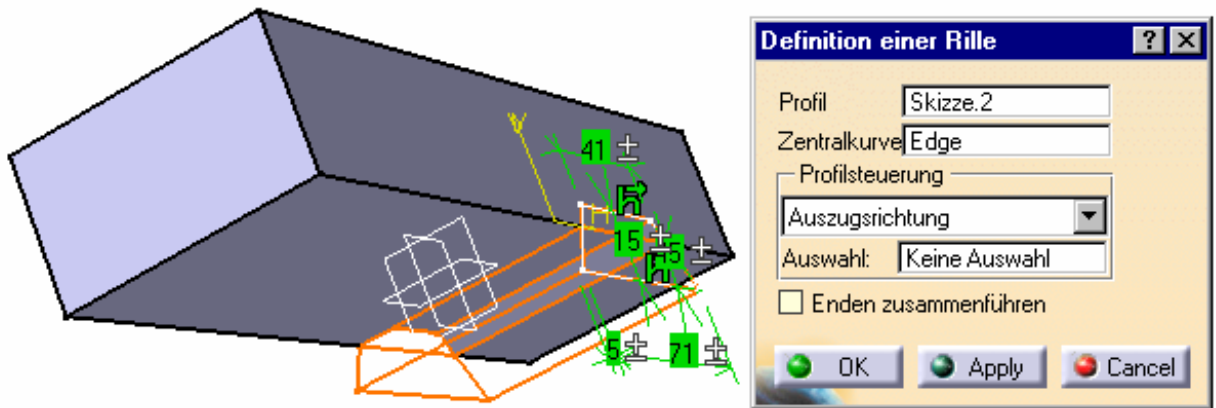 41
15
5
5
71
V
H
Definition einer Rille
Profil Skizze.2
Zentralkurve Edge
Profilsteuerung
Auszugsrichtung
Auswahl: Keine Auswahl
Enden zusammenführen
OK Apply Cancel